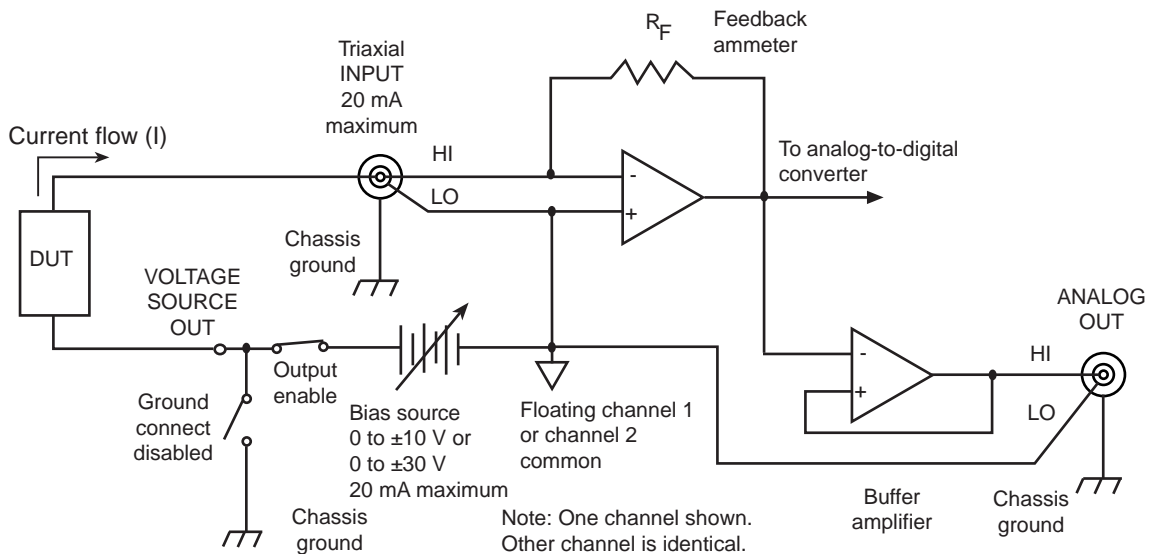 R_F
Feedback
ammeter
Triaxial
INPUT
20 mA
maximum
Current flow (I)
HI
LO
-
+
To analog-to-digital
converter
DUT
Chassis
ground
VOLTAGE
SOURCE
OUT
Output
enable
Ground
connect
disabled
Chassis
ground
Bias source
0 to ±10 V or
0 to ±30 V
20 mA maximum
Floating channel 1
or channel 2
common
Note: One channel shown.
Other channel is identical.
-
+
Buffer
amplifier
ANALOG
OUT
HI
LO
Chassis
ground